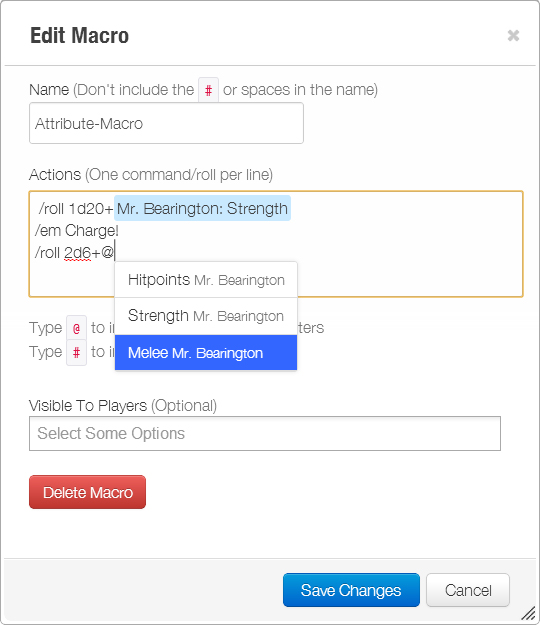 Edit Macro
×
Name (Don't include the # or spaces in the name)
Attribute-Macro
Actions (One command/roll per line)
/roll 1d20+ Mr. Bearington: Strength
/em Charge!
/roll 2d6+@
Hitpoints Mr. Bearington
Strength Mr. Bearington
Melee Mr. Bearington
Type @ to in ters
Type # to in
Visible To Players (Optional)
Select Some Options
Delete Macro
Save Changes
Cancel